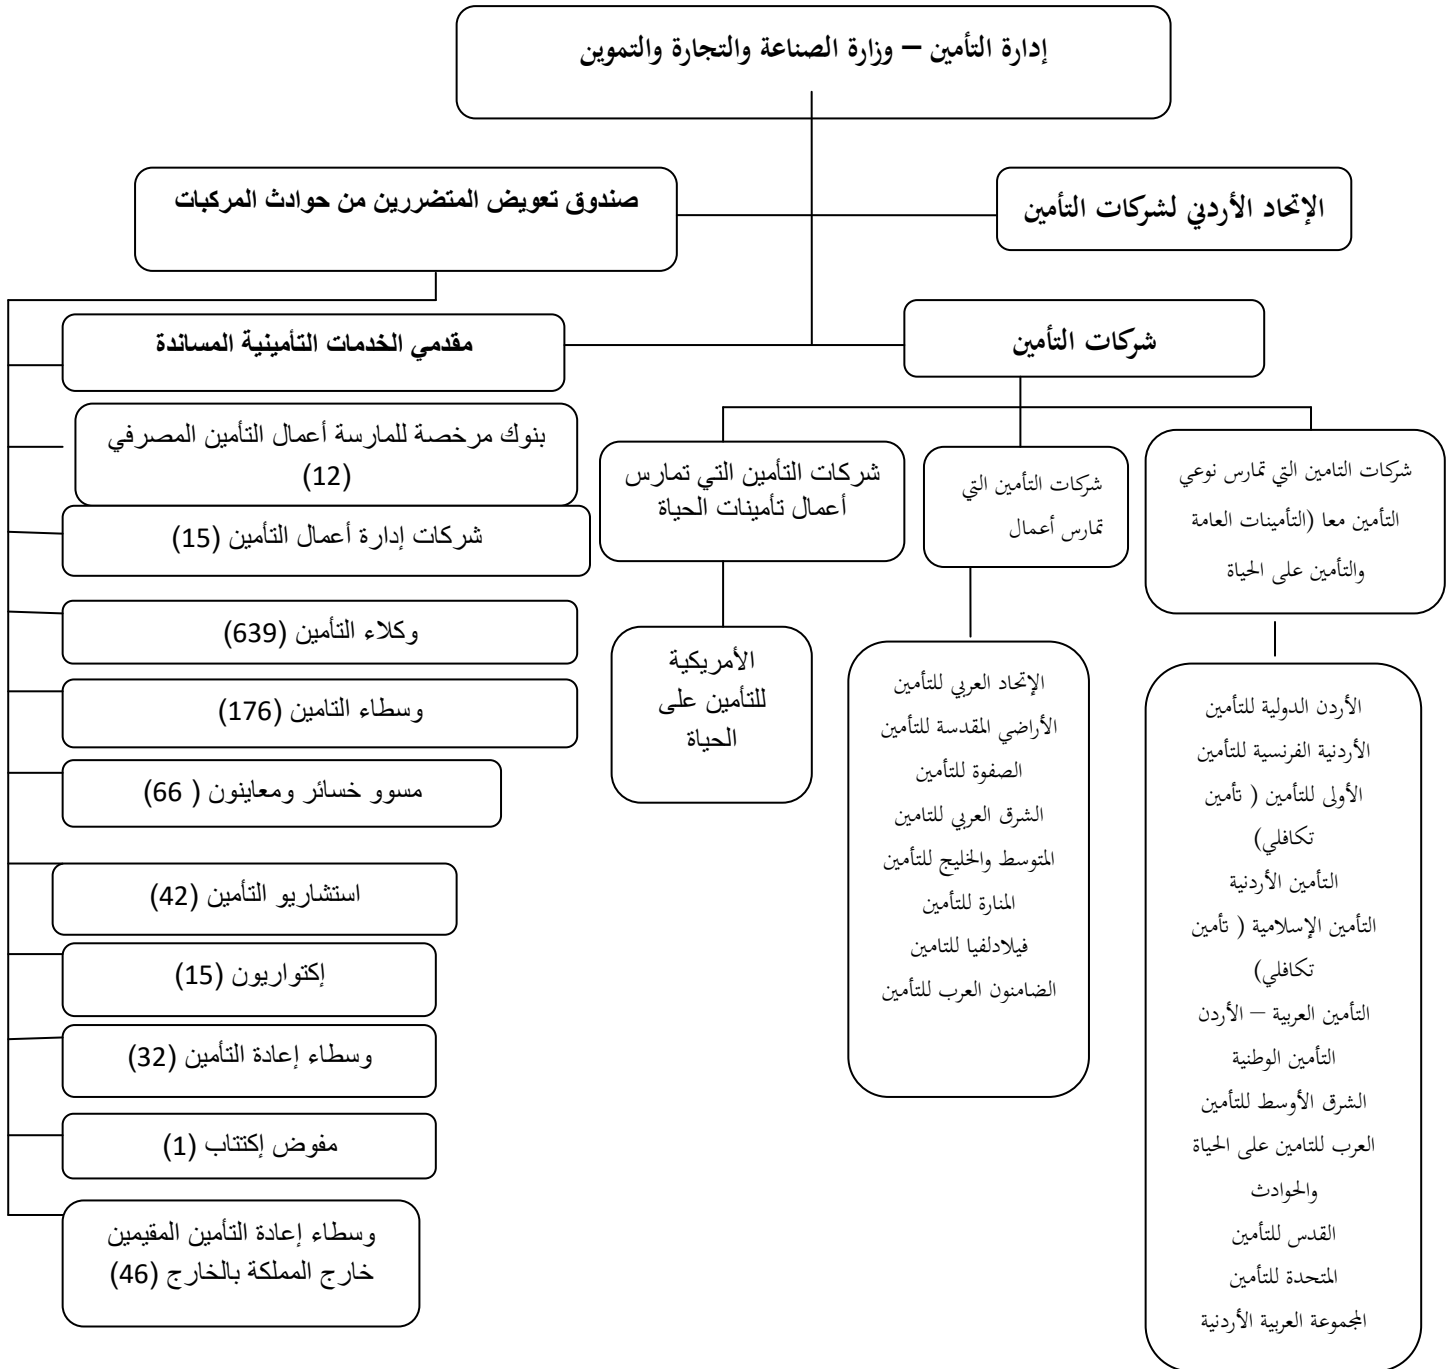 إدارة التأمين – وزارة الصناعة والتجارة والتموين
الإتحاد الأردني لشركات التأمين
صندوق تعويض المتضررين من حوادث المركبات
شركات التأمين
مقدمي الخدمات التأمينية المساندة
شركات التامين التي تمارس نوعي
التأمين معا (التأمينات العامة
والتأمين على الحياة
شركات التأمين التي
تمارس أعمال
شركات التأمين التي تمارس
أعمال تأمينات الحياة
الأردن الدولية للتأمين
الأردنية الفرنسية للتأمين
الأولى للتأمين ( تأمين
تكافلي)
التأمين الأردنية
التأمين الإسلامية ( تأمين
تكافلي)
التأمين العربية – الأردن
التأمين الوطنية
الشرق الأوسط للتأمين
العرب للتامين على الحياة
والحوادث
القدس للتأمين
المتحدة للتأمين
المجموعة العربية الأردنية
الإتحاد العربي للتأمين
الأراضي المقدسة للتأمين
الصفوة للتأمين
الشرق العربي للتامين
المتوسط والخليج للتأمين
المنارة للتأمين
فيلادلفيا للتامين
الضامنون العرب للتأمين
الأمريكية
للتأمين على
الحياة
بنوك مرخصة للمارسة أعمال التأمين المصرفي
(12)
شركات إدارة أعمال التأمين (15)
وكلاء التأمين (639)
وسطاء التامين (176)
مسوو خسائر ومعاينون ( 66)
استشاريو التأمين (42)
إكتواريون (15)
وسطاء إعادة التأمين (32)
مفوض إكتتاب (1)
وسطاء إعادة التأمين المقيمين
خارج المملكة بالخارج (46)